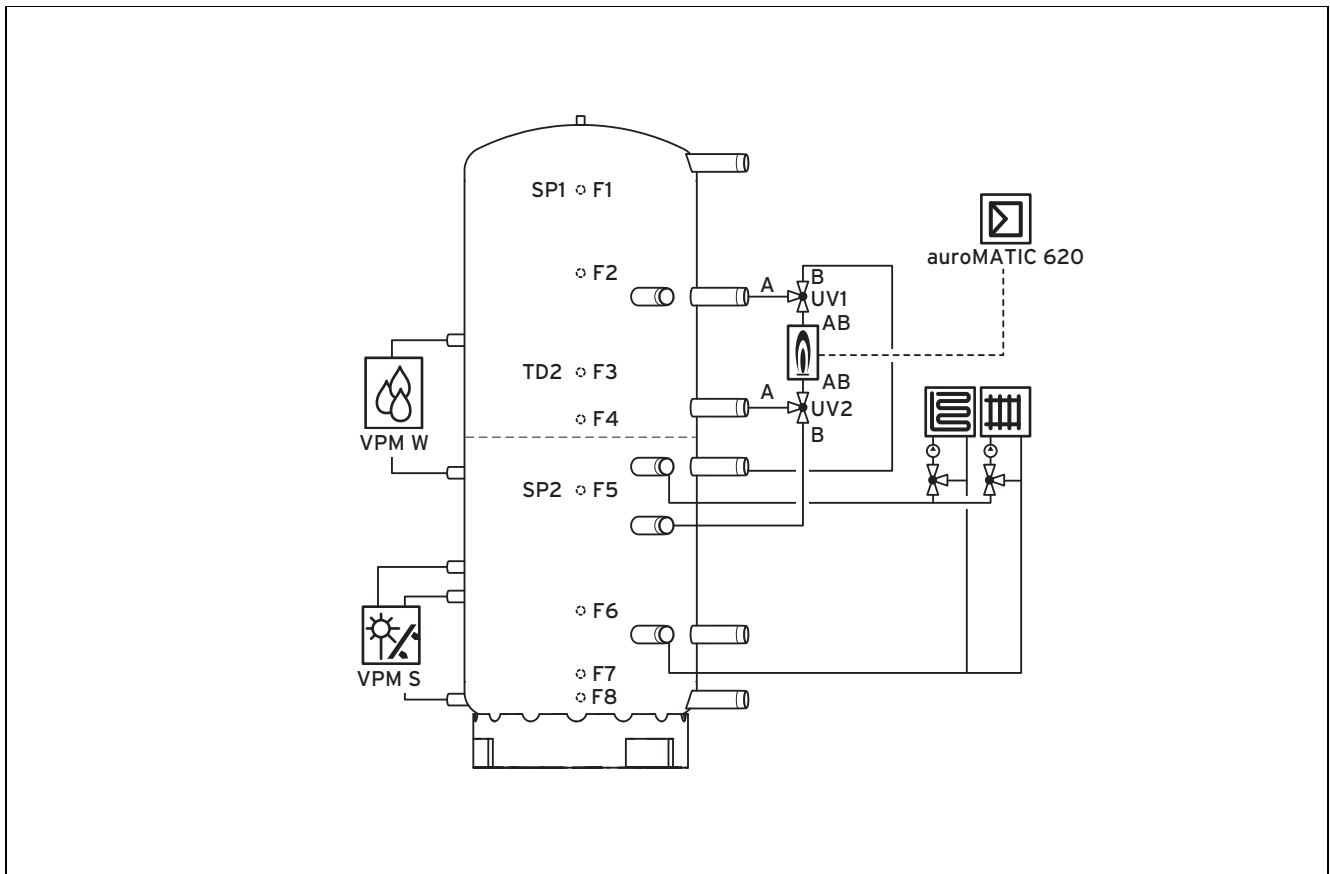 SP1 F1
auroMATIC 620
F2
A
B
UV1
AB
TD2 F3
AB
A
UV2
F4
B
VPM W
SP2 F5
F6
VPM S
F7
F8